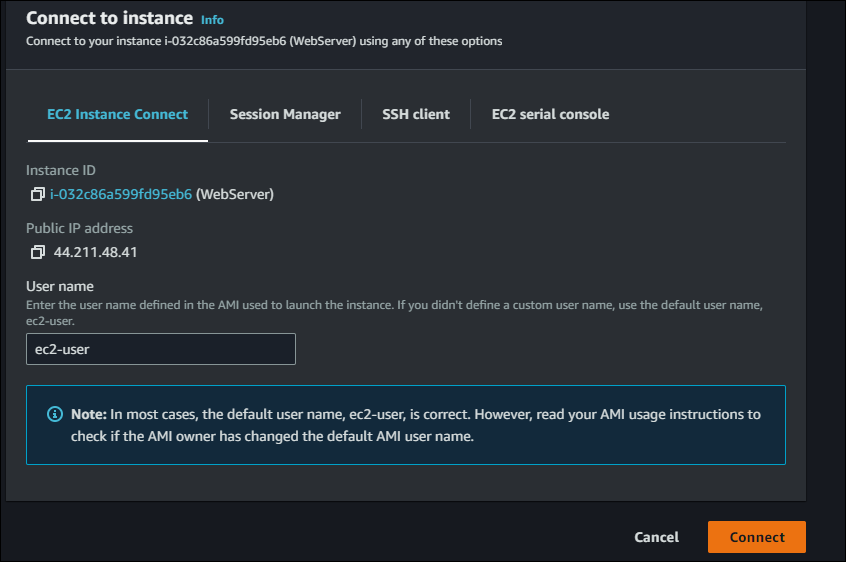 Connect to instance Info
Connect to your instance i-032c86a599fd95eb6 (WebServer) using any of these options
EC2 Instance Connect
Session Manager
SSH client
EC2 serial console
Instance ID
i-032c86a599fd95eb6 (WebServer)
Public IP address
44.211.48.41
User name
Enter the user name defined in the AMI used to launch the instance. If you didn't define a custom user name, use the default user name,
ec2-user.
ec2-user
Note: In most cases, the default user name, ec2-user, is correct. However, read your AMI usage instructions to
check if the AMI owner has changed the default AMI user name.
Cancel
Connect